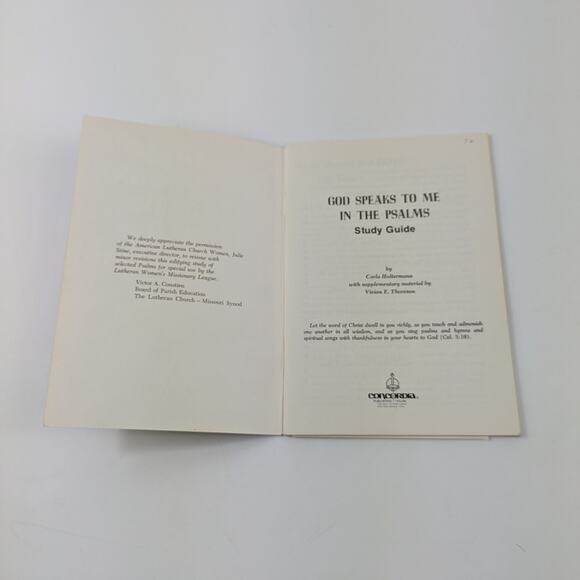 We deeply appreciate the permission
of the American Lutheran Church Women, Julie
Stine, executive director, to reissue with
minor revisions this edifying study of
selected Psalms for special use by the
Lutheran Women's Missionary League.
Victor A. Constien
Board of Parish Education
The Lutheran Church — Missouri Synod
GOD SPEAKS TO ME
IN THE PSALMS
Study Guide
by
Carla Holtermann
with supplementary material by
Vivian E. Thoreson
Let the word of Christ dwell in you richly, as you teach and admonish
one another in all wisdom, and as you sing psalms and hymns and
spiritual songs with thankfulness in your hearts to God (Col. 3:16).
CONCORDIA
PUBLISHING HOUSE